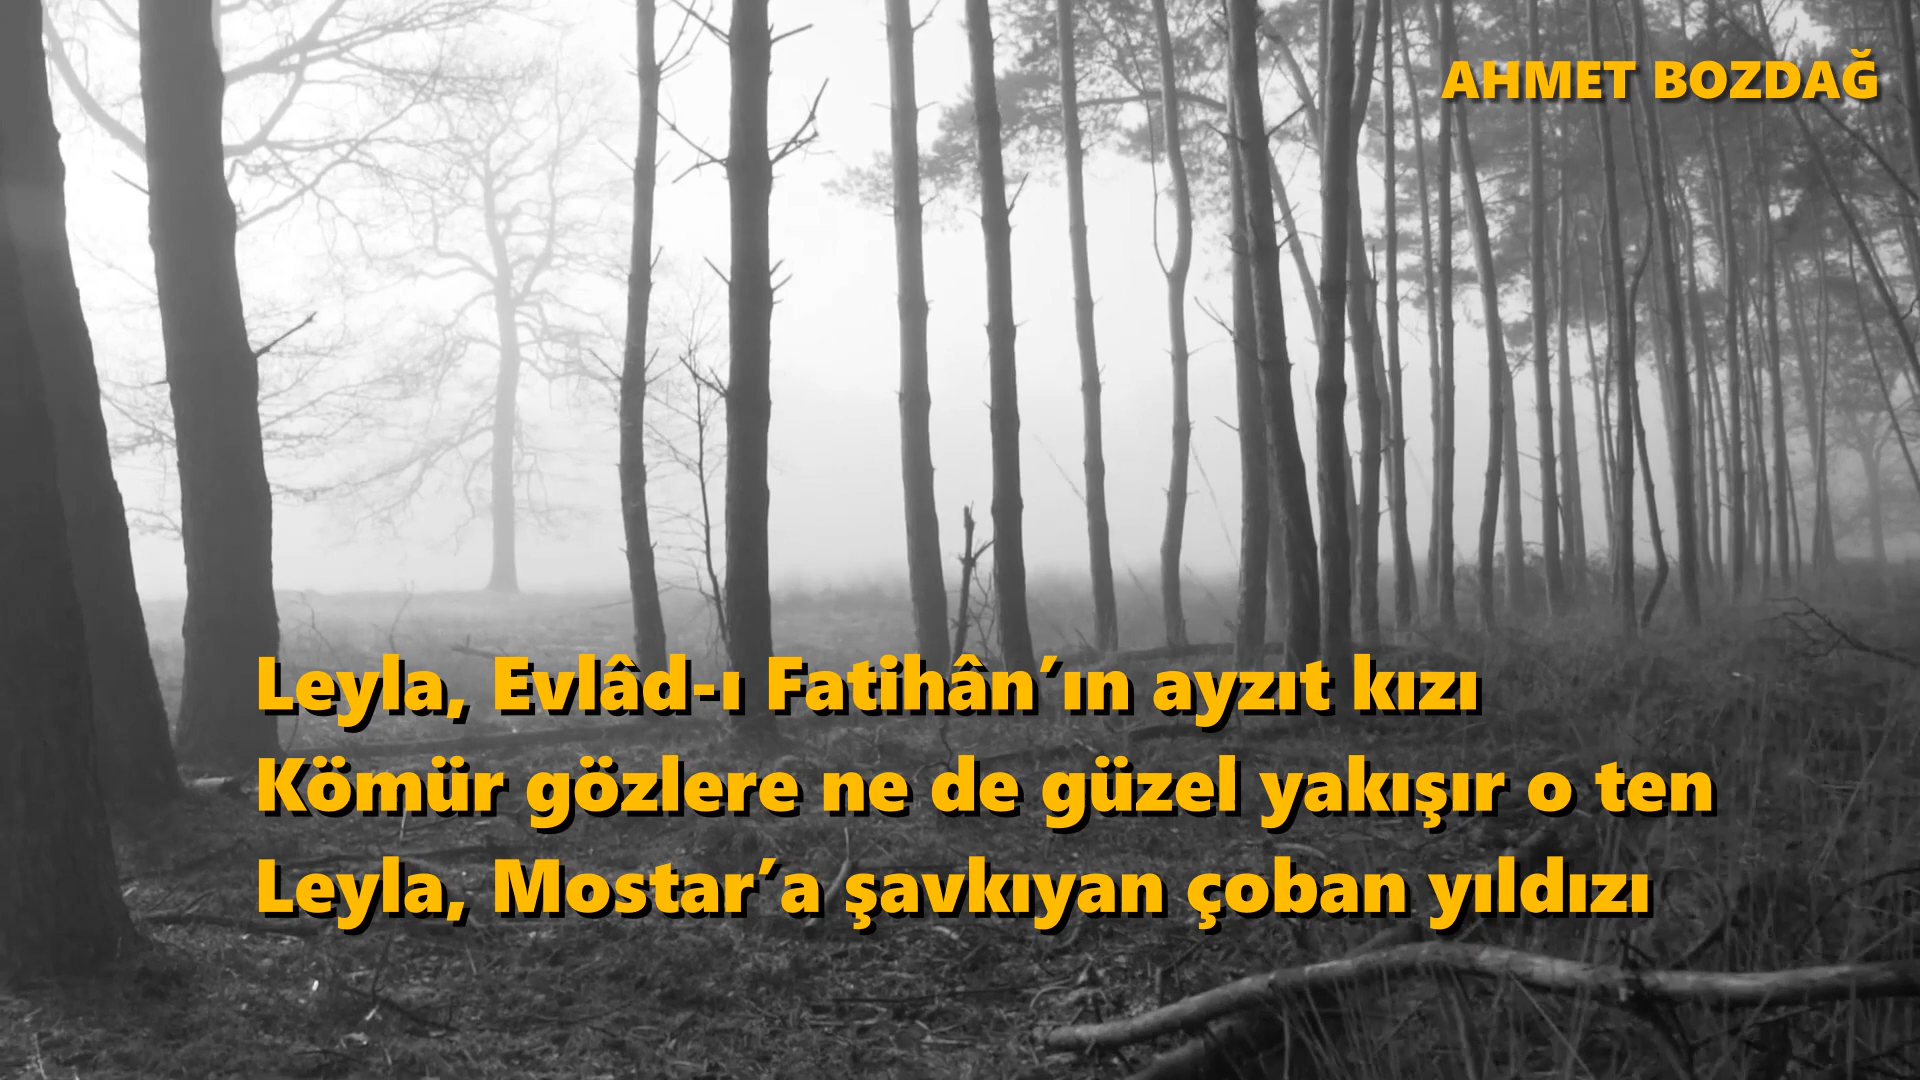 AHMET BOZDAĞ
Leyla, Evlâd-ı Fatihân’ın ayzıt kızı
Kömür gözlere ne de güzel yakışır o ten
Leyla, Mostar’a şavkıyan çoban yıldızı